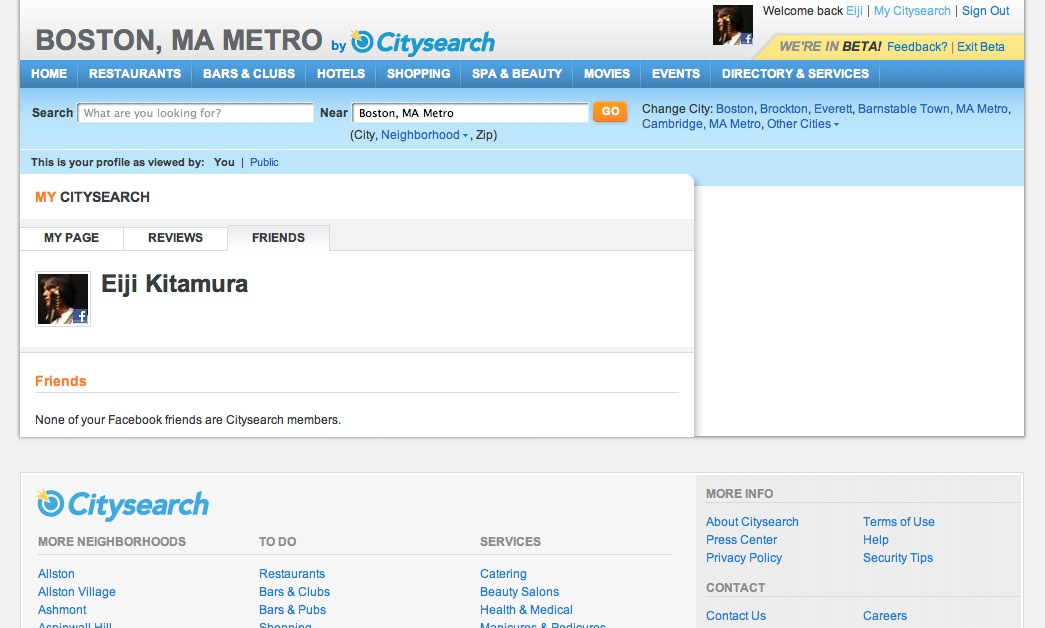 Welcome back Eiji | My Citysearch | Sign Out
BOSTON, MA METRO by Citysearch
WE'RE IN BETA! Feedback? | Exit Beta
HOME RESTAURANTS BARS & CLUBS HOTELS SHOPPING SPA & BEAUTY MOVIES EVENTS DIRECTORY & SERVICES
Search What are you looking for? Near Boston, MA Metro GO
(City, Neighborhood , Zip)
Change City: Boston, Brockton, Everett, Barnstable Town, MA Metro,
Cambridge, MA Metro, Other Cities
This is your profile as viewed by: You | Public
MY CITYSEARCH
MY PAGE REVIEWS FRIENDS
f
Eiji Kitamura
f
Friends
None of your Facebook friends are Citysearch members.
Citysearch
MORE NEIGHBORHOODS
Allston
Allston Village
Ashmont
Aspinwall Hill
TO DO
Restaurants
Bars & Clubs
Bars & Pubs
Shopping
SERVICES
Catering
Beauty Salons
Health & Medical
Manicures & Pedicures
MORE INFO
About Citysearch Terms of Use
Press Center Help
Privacy Policy Security Tips
CONTACT
Contact Us Careers